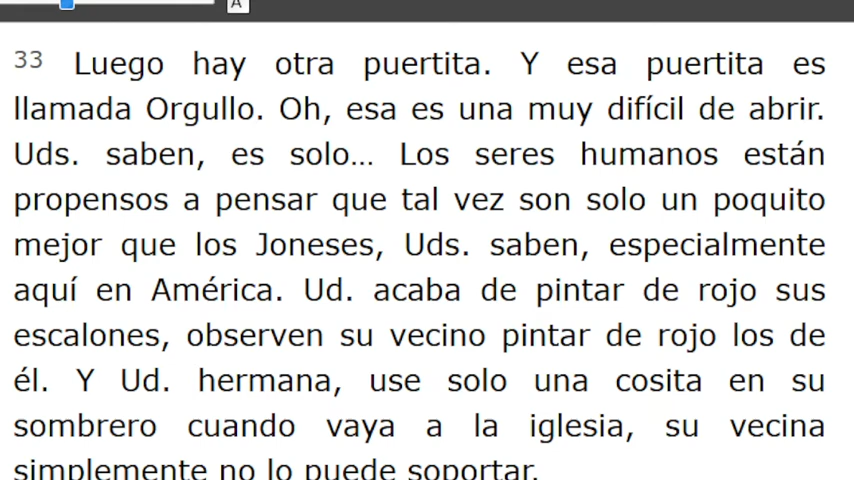 A
33 Luego hay otra puertita. Y esa puertita es
llamada Orgullo. Oh, esa es una muy difícil de abrir.
Uds. saben, es solo... Los seres humanos están
propensos a pensar que tal vez son solo un poquito
mejor que los Joneses, Uds. saben, especialmente
aquí en América. Ud. acaba de pintar de rojo sus
escalones, observen su vecino pintar de rojo los de
él. Y Ud. hermana, use solo una cosita en su
sombrero cuando vaya a la iglesia, su vecina
simplemente no lo puede soportar.